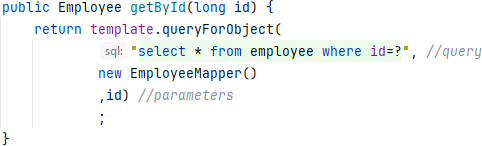 public Employee getById(long id) {
return template.queryForObject(
sql: "select * from employee where id=?", //query
new EmployeeMapper()
,id) //parameters
;
}